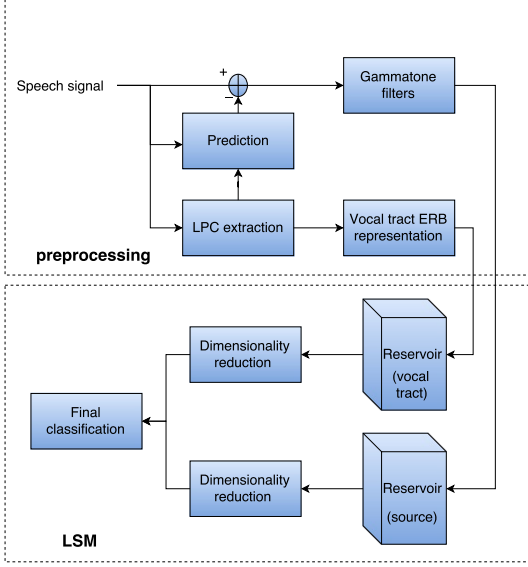 +
Speech signal
−
Gammatone
filters
Prediction
LPC extraction
Vocal tract ERB
representation
preprocessing
Dimensionality
reduction
Reservoir
(vocal
tract)
Final
classification
Dimensionality
reduction
Reservoir
(source)
LSM